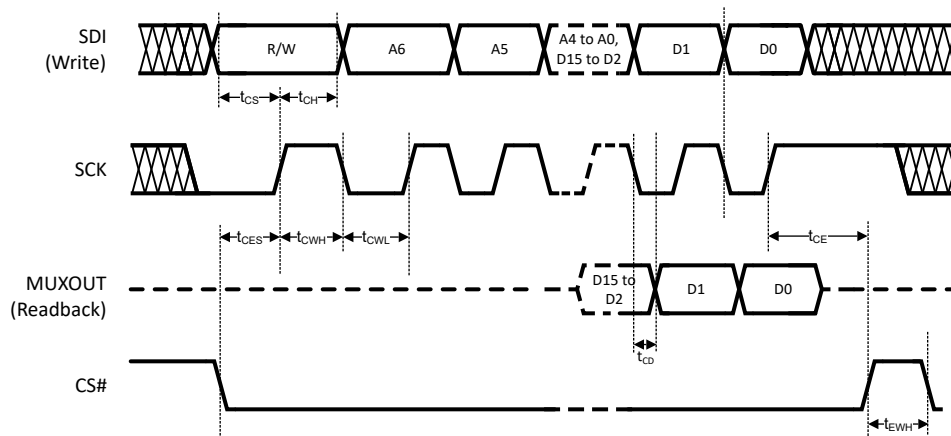 SDI
(Write)
R/W
A6
A5
A4 to A0,
D15 to D2
D1
D0
tCS
tCH
SCK
tCES
tCWH
tCWL
tCE
MUXOUT
(Readback)
D15 to
D2
D1
D0
tCD
CS#
tEWH